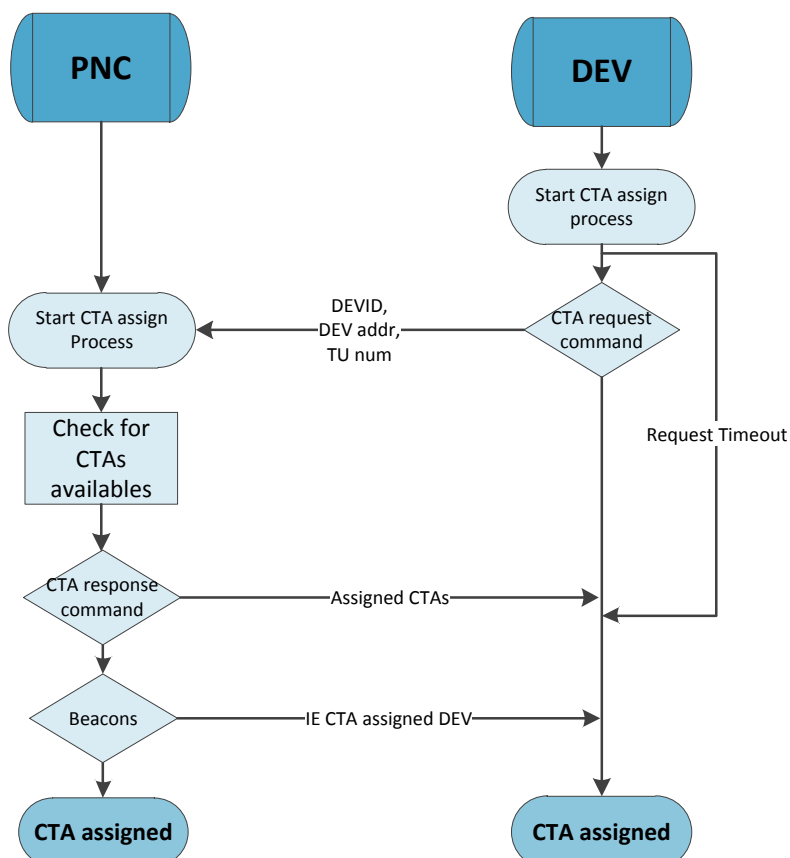 PNC
DEV
Start CTA assign
process
DEVID,
DEV addr,
TU num
Start CTA assign
Process
CTA request
command
Check for
CTAs
availables
Request Timeout
CTA response
command
Assigned CTAs
Beacons
IE CTA assigned DEV
CTA assigned
CTA assigned